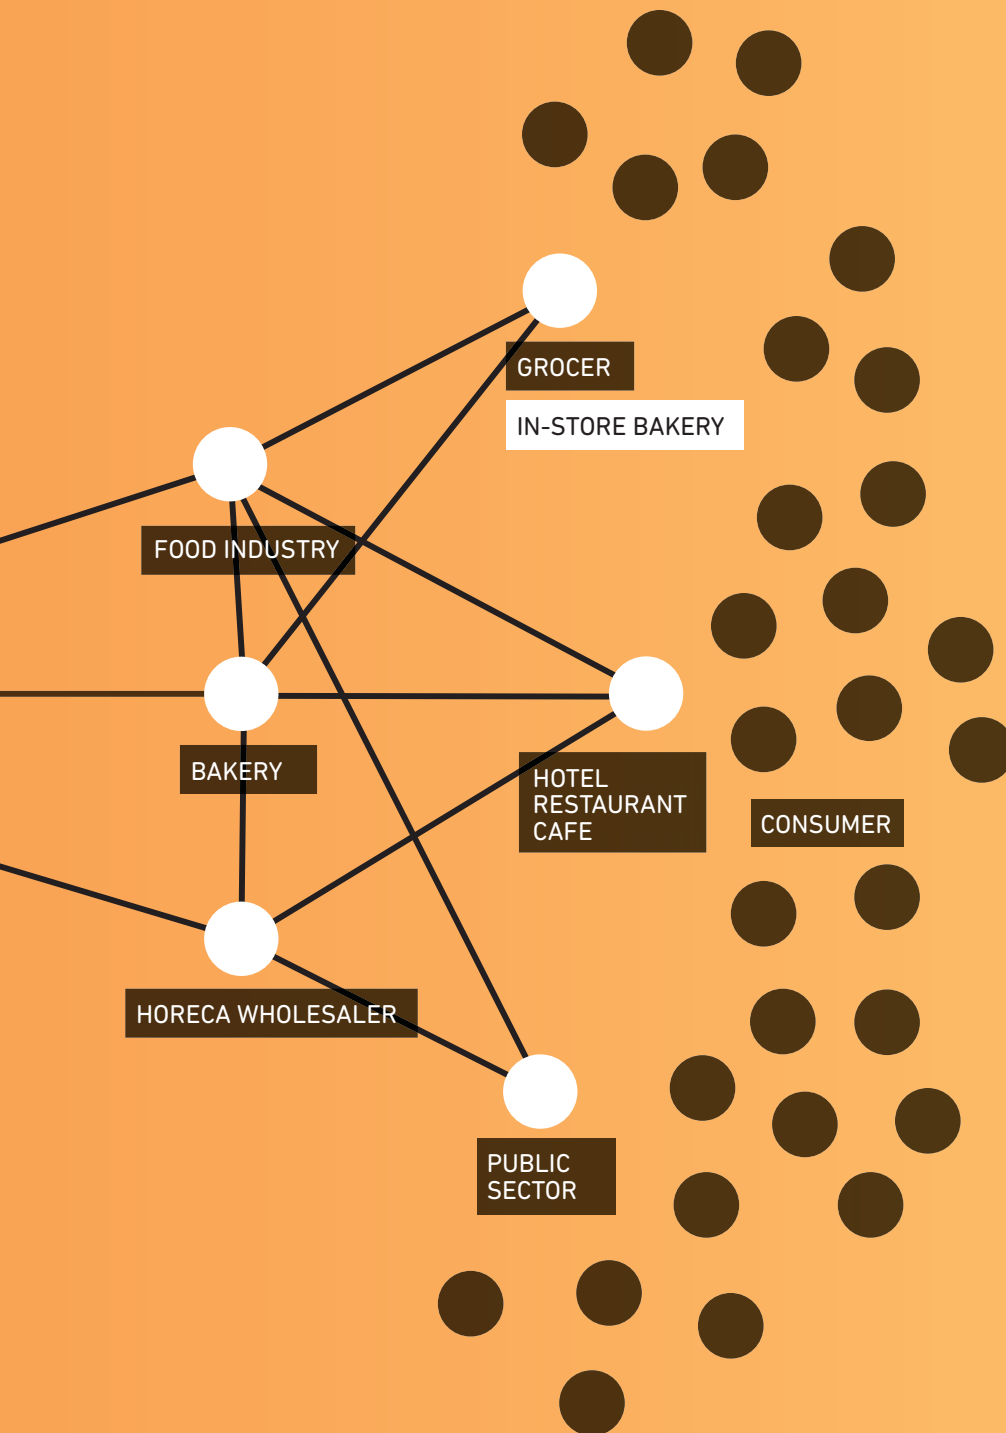 GROCER
IN-STORE BAKERY
FOOD INDUSTRY
BAKERY
HOTEL
RESTAURANT
CAFE
CONSUMER
HORECA WHOLESALER
PUBLIC
SECTOR